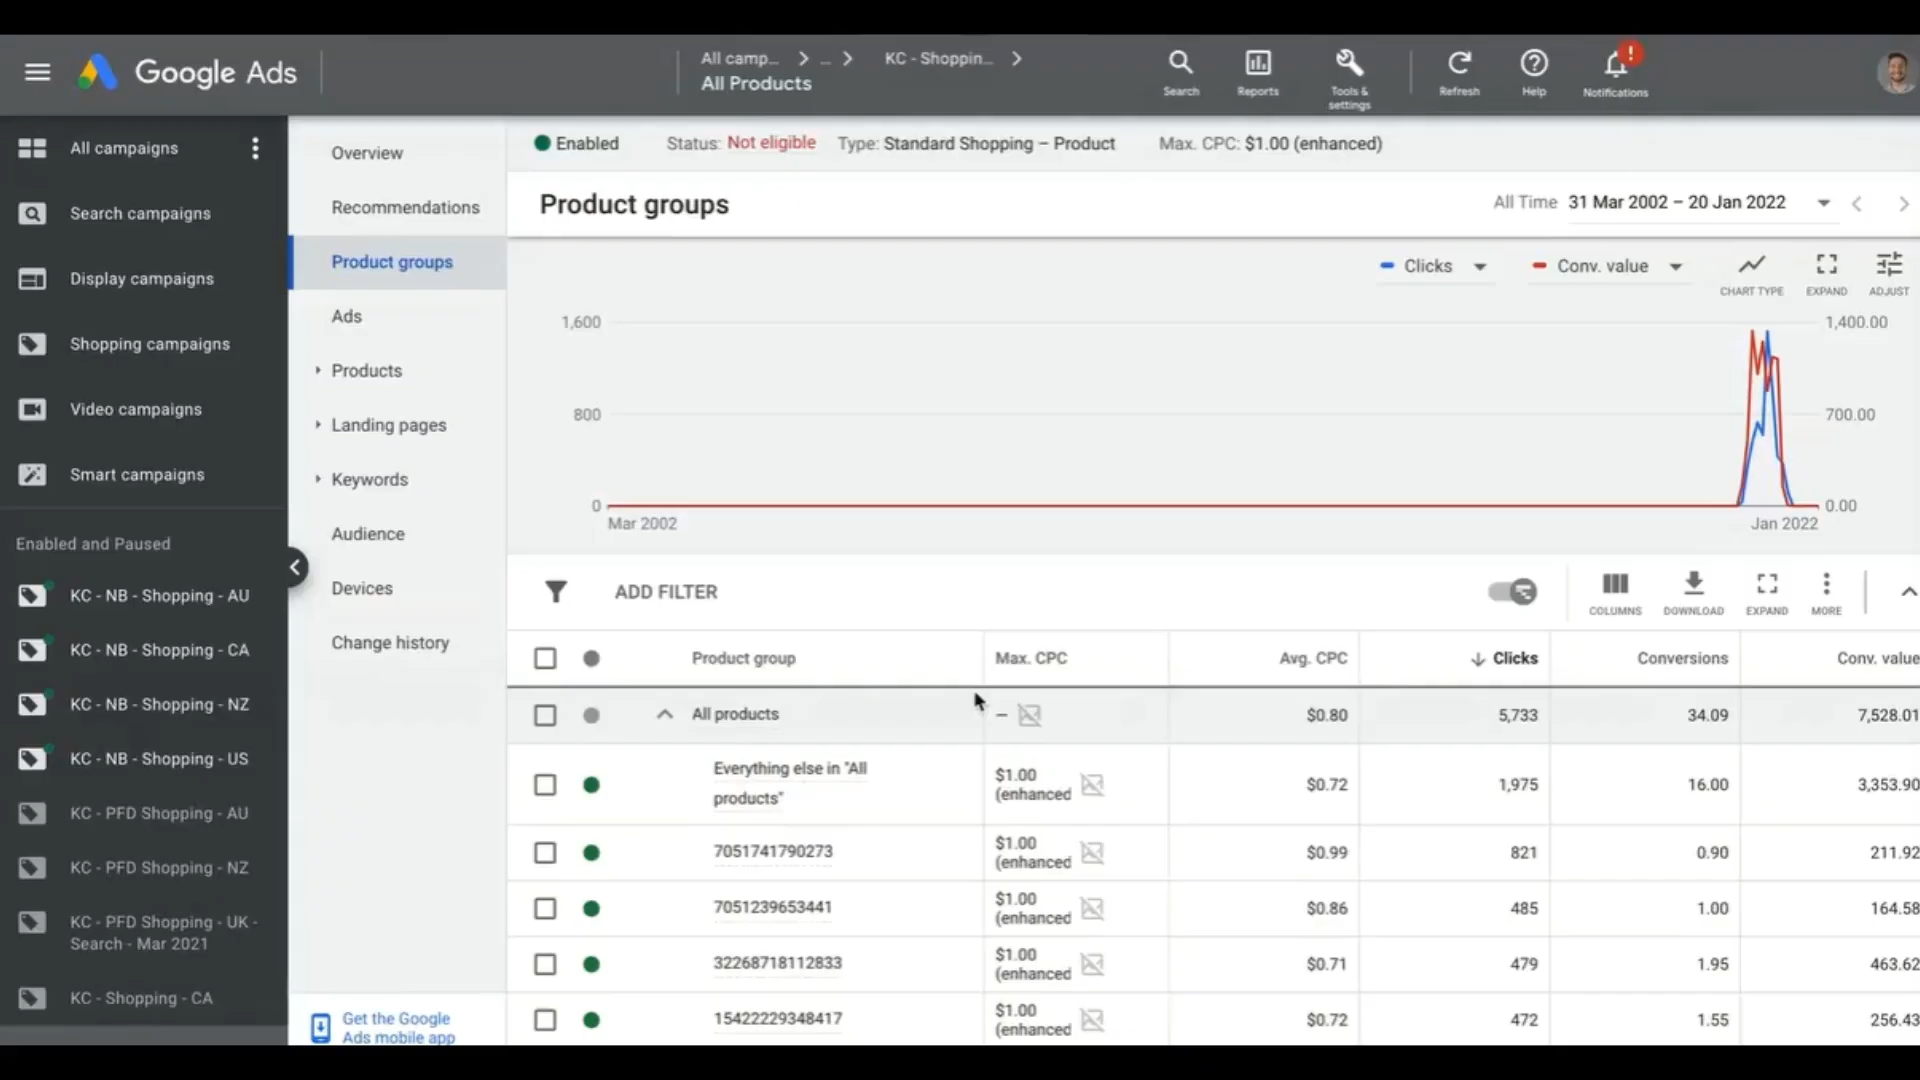 Google Ads
All camp... > ... > KC - Shoppin... >
All Products
Search
Reports
Tools &
settings
Refresh
Help
!
Notifications
All campaigns
Search campaigns
Display campaigns
Shopping campaigns
Video campaigns
Smart campaigns
Enabled and Paused
KC - NB - Shopping - AU
KC - NB - Shopping - CA
KC - NB - Shopping - NZ
KC - NB - Shopping - US
KC - PFD Shopping - AU
KC - PFD Shopping - NZ
KC - PFD Shopping - UK -
Search - Mar 2021
KC - Shopping - CA
Overview
Recommendations
Product groups
Ads
Products
Landing pages
Keywords
Audience
Devices
Change history
Get the Google
Ads mobile app
Enabled Status: Not eligible Type: Standard Shopping – Product Max. CPC: $1.00 (enhanced)
Product groups
All Time 31 Mar 2002 – 20 Jan 2022
Clicks
Conv. value
CHART TYPE
EXPAND
ADJUST
1,600 1,400.00
800 700.00
0 0.00
Mar 2002 Jan 2022
ADD FILTER
COLUMNS
DOWNLOAD
EXPAND
MORE
Product group Max. CPC Avg. CPC Clicks Conversions Conv. value
All products – $0.80 5,733 34.09 7,528.01
Everything else in "All
products"
$1.00
(enhanced
$0.72 1,975 16.00 3,353.90
7051741790273
$1.00
(enhanced
$0.99 821 0.90 211.92
7051239653441
$1.00
(enhanced
$0.86 485 1.00 164.58
32268718112833
$1.00
(enhanced
$0.71 479 1.95 463.62
15422229348417
$1.00
(enhanced
$0.72 472 1.55 256.43